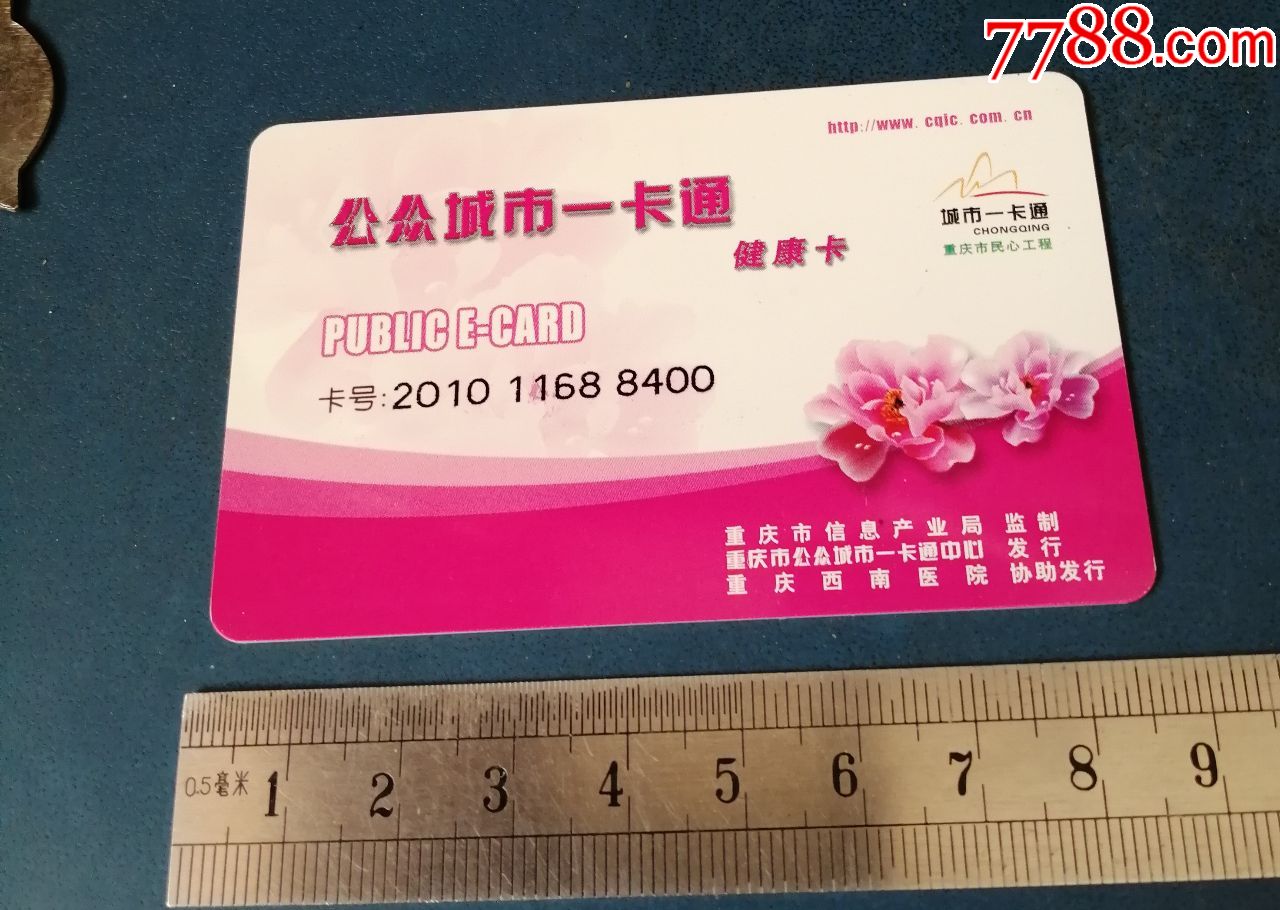 7788.com
http://www.cqic.com.cn
公众城市一卡通
健康卡
城市一卡通
CHONGQING
重庆市民心工程
PUBLIC E-CARD
卡号:2010 1168 8400
重庆市信息产业局 监制
重庆市公众城市一卡通中心 发行
重庆西南医院 协助发行
0.5毫米 1 2 3 4 5 6 7 8 9